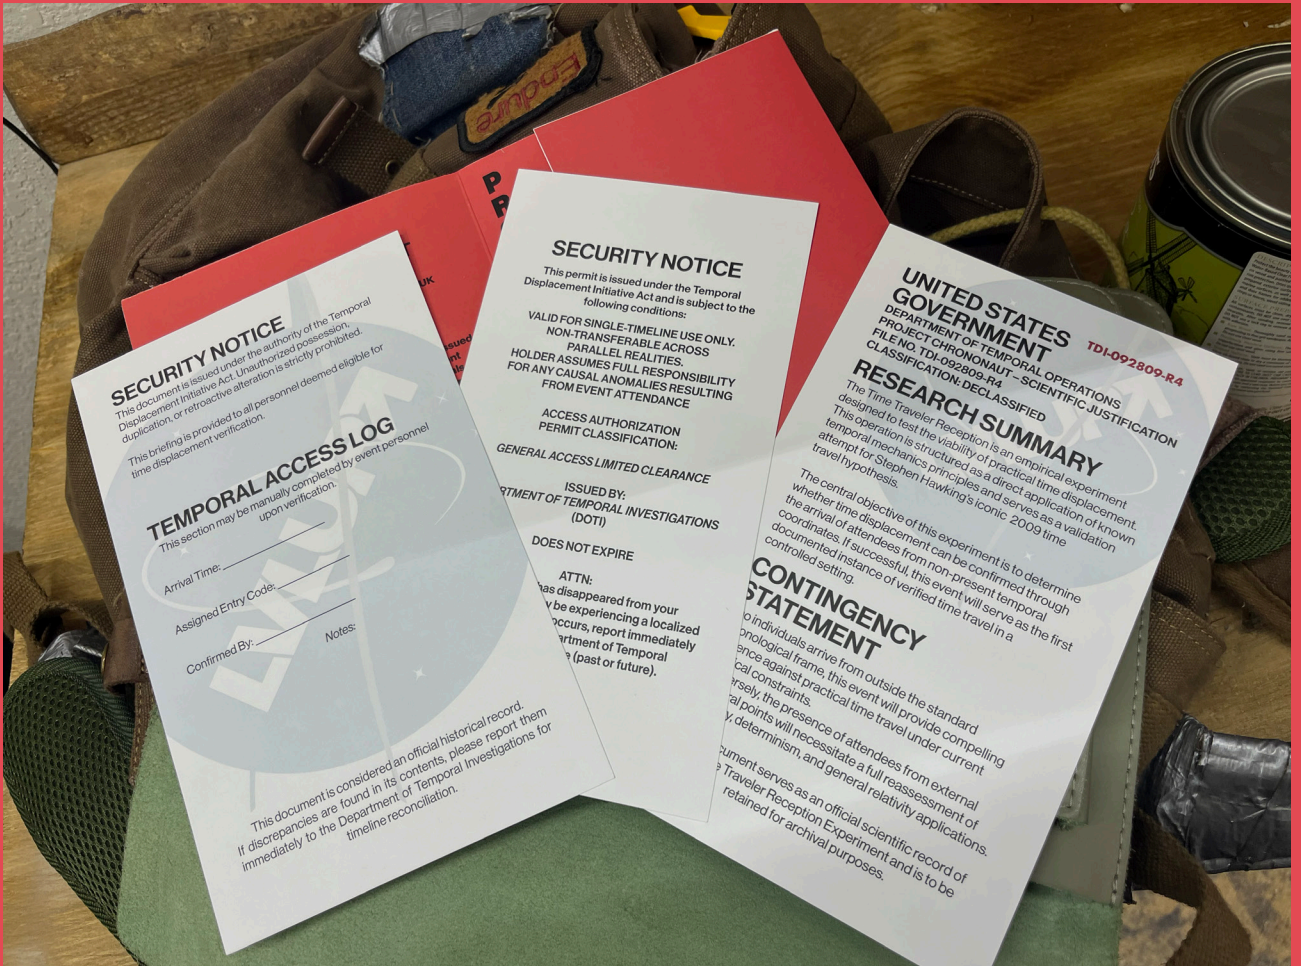 Endure
P
UK
SECURITY NOTICE
This document is issued under the authority of the Temporal
Displacement Initiative Act. Unauthorized possession,
duplication, or retroactive alteration is strictly prohibited.
This briefing is provided to all personnel deemed eligible for
time displacement verification.
TEMPORAL ACCESS LOG
This section may be manually completed by event personnel
upon verification.
Arrival Time:
Assigned Entry Code:
Confirmed By:
Notes:
This document is considered an official historical record.
If discrepancies are found in its contents, please report them
immediately to the Department of Temporal Investigations for
timeline reconciliation.
SECURITY NOTICE
This permit is issued under the Temporal
Displacement Initiative Act and is subject to the
following conditions:
VALID FOR SINGLE-TIMELINE USE ONLY.
NON-TRANSFERABLE ACROSS
PARALLEL REALITIES.
HOLDER ASSUMES FULL RESPONSIBILITY
FOR ANY CAUSAL ANOMALIES RESULTING
FROM EVENT ATTENDANCE
ACCESS AUTHORIZATION
PERMIT CLASSIFICATION:
GENERAL ACCESS LIMITED CLEARANCE
ISSUED BY:
RTMENT OF TEMPORAL INVESTIGATIONS
(DOTI)
DOES NOT EXPIRE
ATTN:
has disappeared from your
y be experiencing a localized
occurs, report immediately
artment of Temporal
e (past or future).
UNITED STATES
GOVERNMENT
DEPARTMENT OF TEMPORAL OPERATIONS
PROJECT CHRONONAUT – SCIENTIFIC JUSTIFICATION
FILE NO. TDI-092809-R4
CLASSIFICATION: DECLASSIFIED
TDI-092809-R4
RESEARCH SUMMARY
The Time Traveler Reception is an empirical experiment
designed to test the viability of practical time displacement.
This operation is structured as a direct application of known
temporal mechanics principles and serves as a validation
attempt for Stephen Hawking's iconic 2009 time
travel hypothesis.
The central objective of this experiment is to determine
whether time displacement can be confirmed through
the arrival of attendees from non-present temporal
coordinates. If successful, this event will serve as the first
documented instance of verified time travel in a
controlled setting.
CONTINGENCY
STATEMENT
o individuals arrive from outside the standard
onological frame, this event will provide compelling
ence against practical time travel under current
ical constraints.
ersely, the presence of attendees from external
ral points will necessitate a full reassessment of
y, determinism, and general relativity applications.
cument serves as an official scientific record of
Traveler Reception Experiment and is to be
retained for archival purposes.